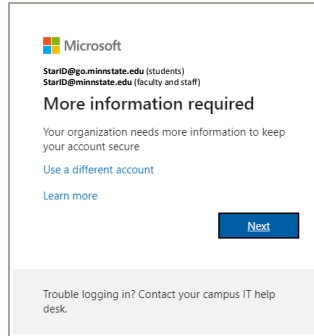 Microsoft
StarID@go.minnstate.edu (students)
StarID@minnstate.edu (faculty and staff)
More information required
Your organization needs more information to keep
your account secure
Use a different account
Learn more
Next
Trouble logging in? Contact your campus IT help
desk.